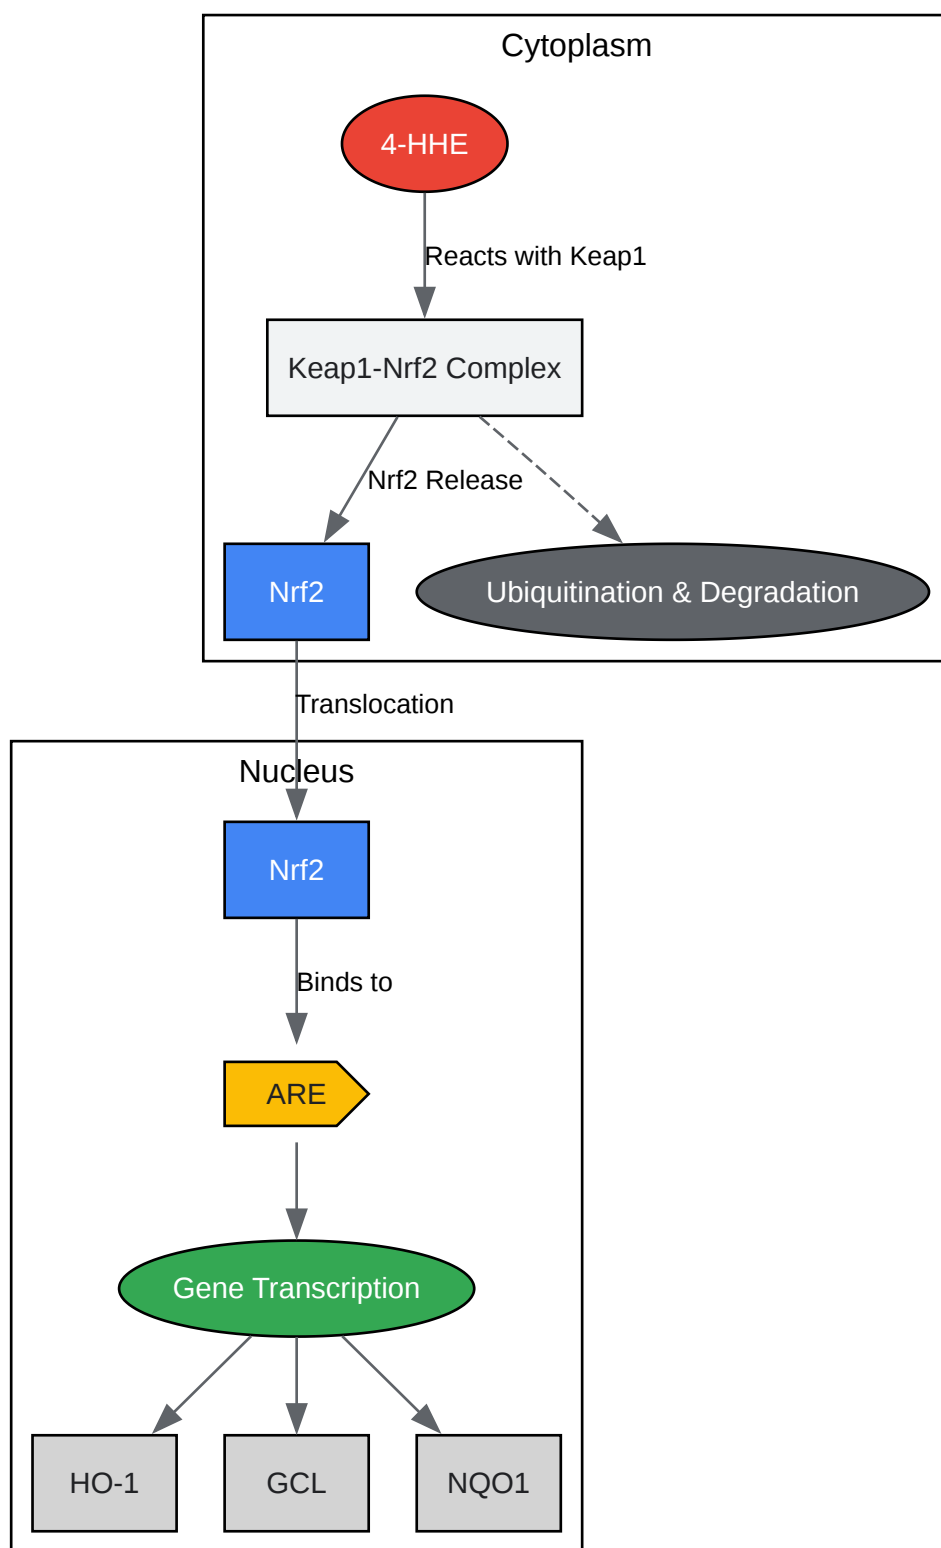 Cytoplasm
4-HHE
Reacts with Keap1
Keap1-Nrf2 Complex
Nrf2 Release
Nrf2
Ubiquitination & Degradation
Translocation
Nucleus
Nrf2
Binds to
ARE
Gene Transcription
HO-1
GCL
NQO1